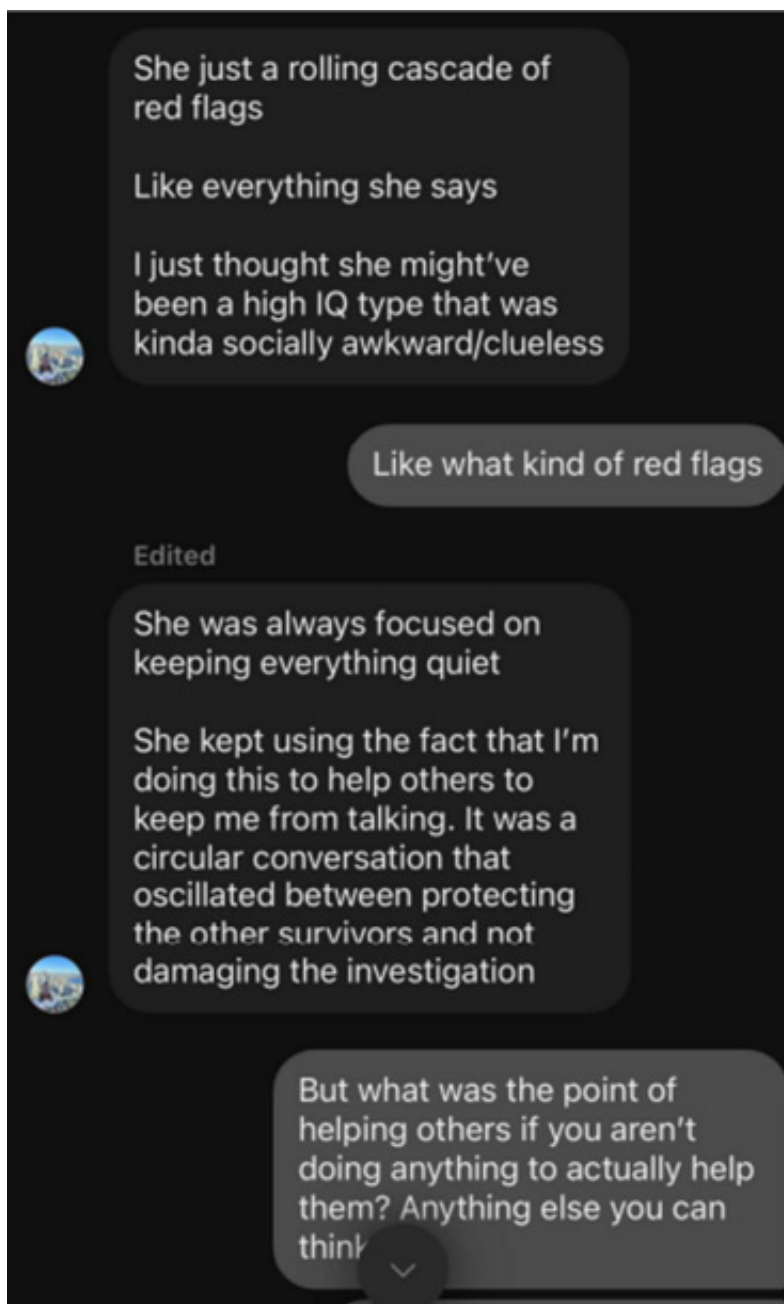 She just a rolling cascade of
red flags
Like everything she says
I just thought she might've
been a high IQ type that was
kinda socially awkward/clueless
Like what kind of red flags
Edited
She was always focused on
keeping everything quiet
She kept using the fact that I'm
doing this to help others to
keep me from talking. It was a
circular conversation that
oscillated between protecting
the other survivors and not
damaging the investigation
But what was the point of
helping others if you aren't
doing anything to actually help
them? Anything else you can